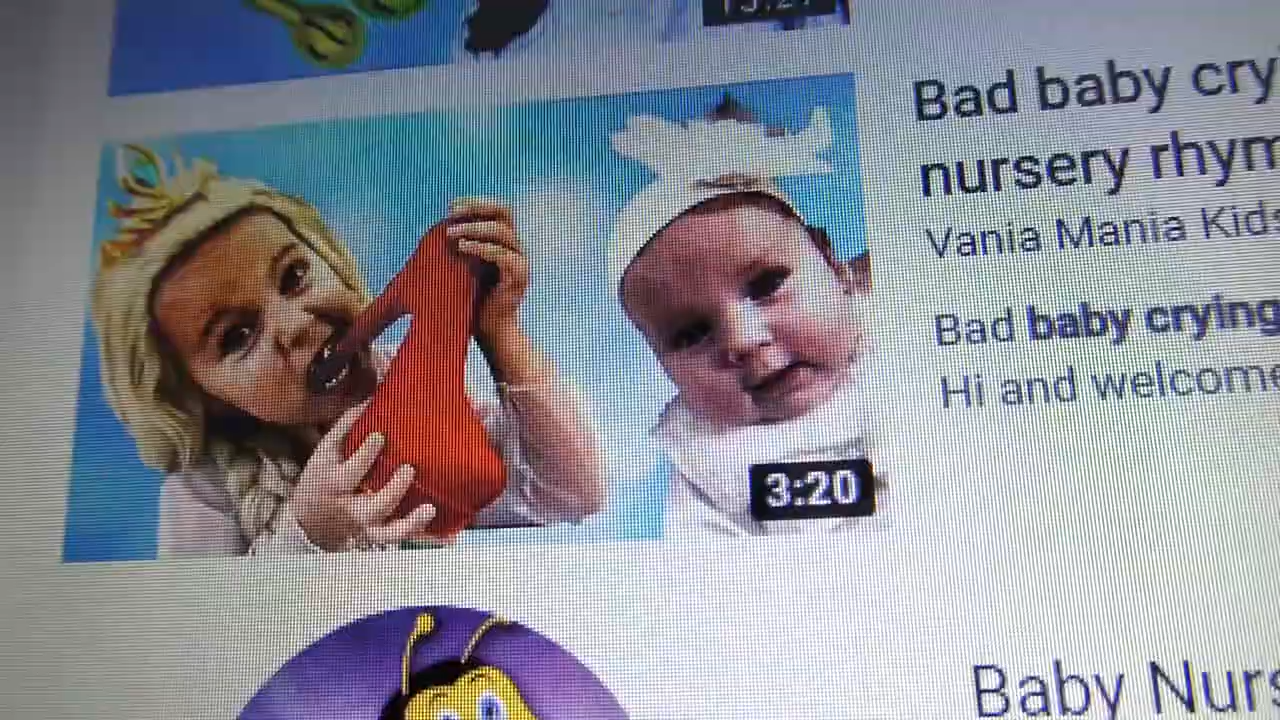 Bad baby cry
nursery rhym
Vania Mania Kids
Bad baby crying
Hi and welcome
3:20
Baby Nurs